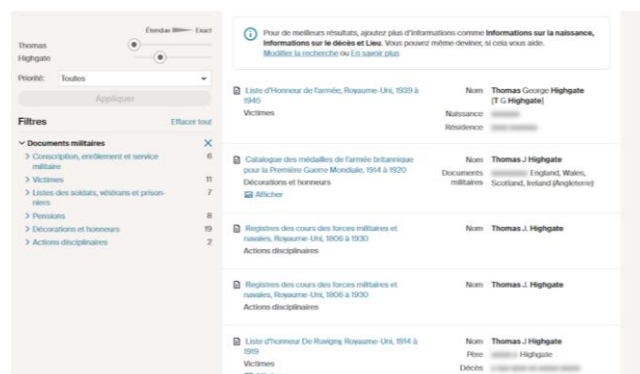 Étendue Exact
Thomas
Highgate
Priorité: Toutes
Appliquer
Filtres Effacer tout
Documents militaires
Conscription, enrôlement et service 6
militaire
Victimes 11
Listes des soldats, vétérans et prison- 7
niers
Pensions 8
Décorations et honneurs 19
Actions disciplinaires 2
Pour de meilleurs résultats, ajoutez plus d'informations comme Informations sur la naissance,
Informations sur le décès et Lieu. Vous pouvez même deviner, si cela vous aide.
Modifier la recherche ou En savoir plus
Liste d'Honneur de l'armée, Royaume-Uni, 1939 à Nom Thomas George Highgate
1945 [T G Highgate]
Victimes Naissance
Résidence
Catalogue des médailles de l'armée britannique Nom Thomas J Highgate
pour la Première Guerre Mondiale, 1914 à 1920 Documents England, Wales,
Décorations et honneurs militaires Scotland, Ireland (Angleterre)
Afficher
Registres des cours des forces militaires et Nom Thomas J. Highgate
navales, Royaume-Uni, 1806 à 1930
Actions disciplinaires
Registres des cours des forces militaires et Nom Thomas J. Highgate
navales, Royaume-Uni, 1806 à 1930
Actions disciplinaires
Liste d'honneur De Ruvigny, Royaume-Uni, 1914 à Nom Thomas J Highgate
1919 Père Highgate
Victimes Décès